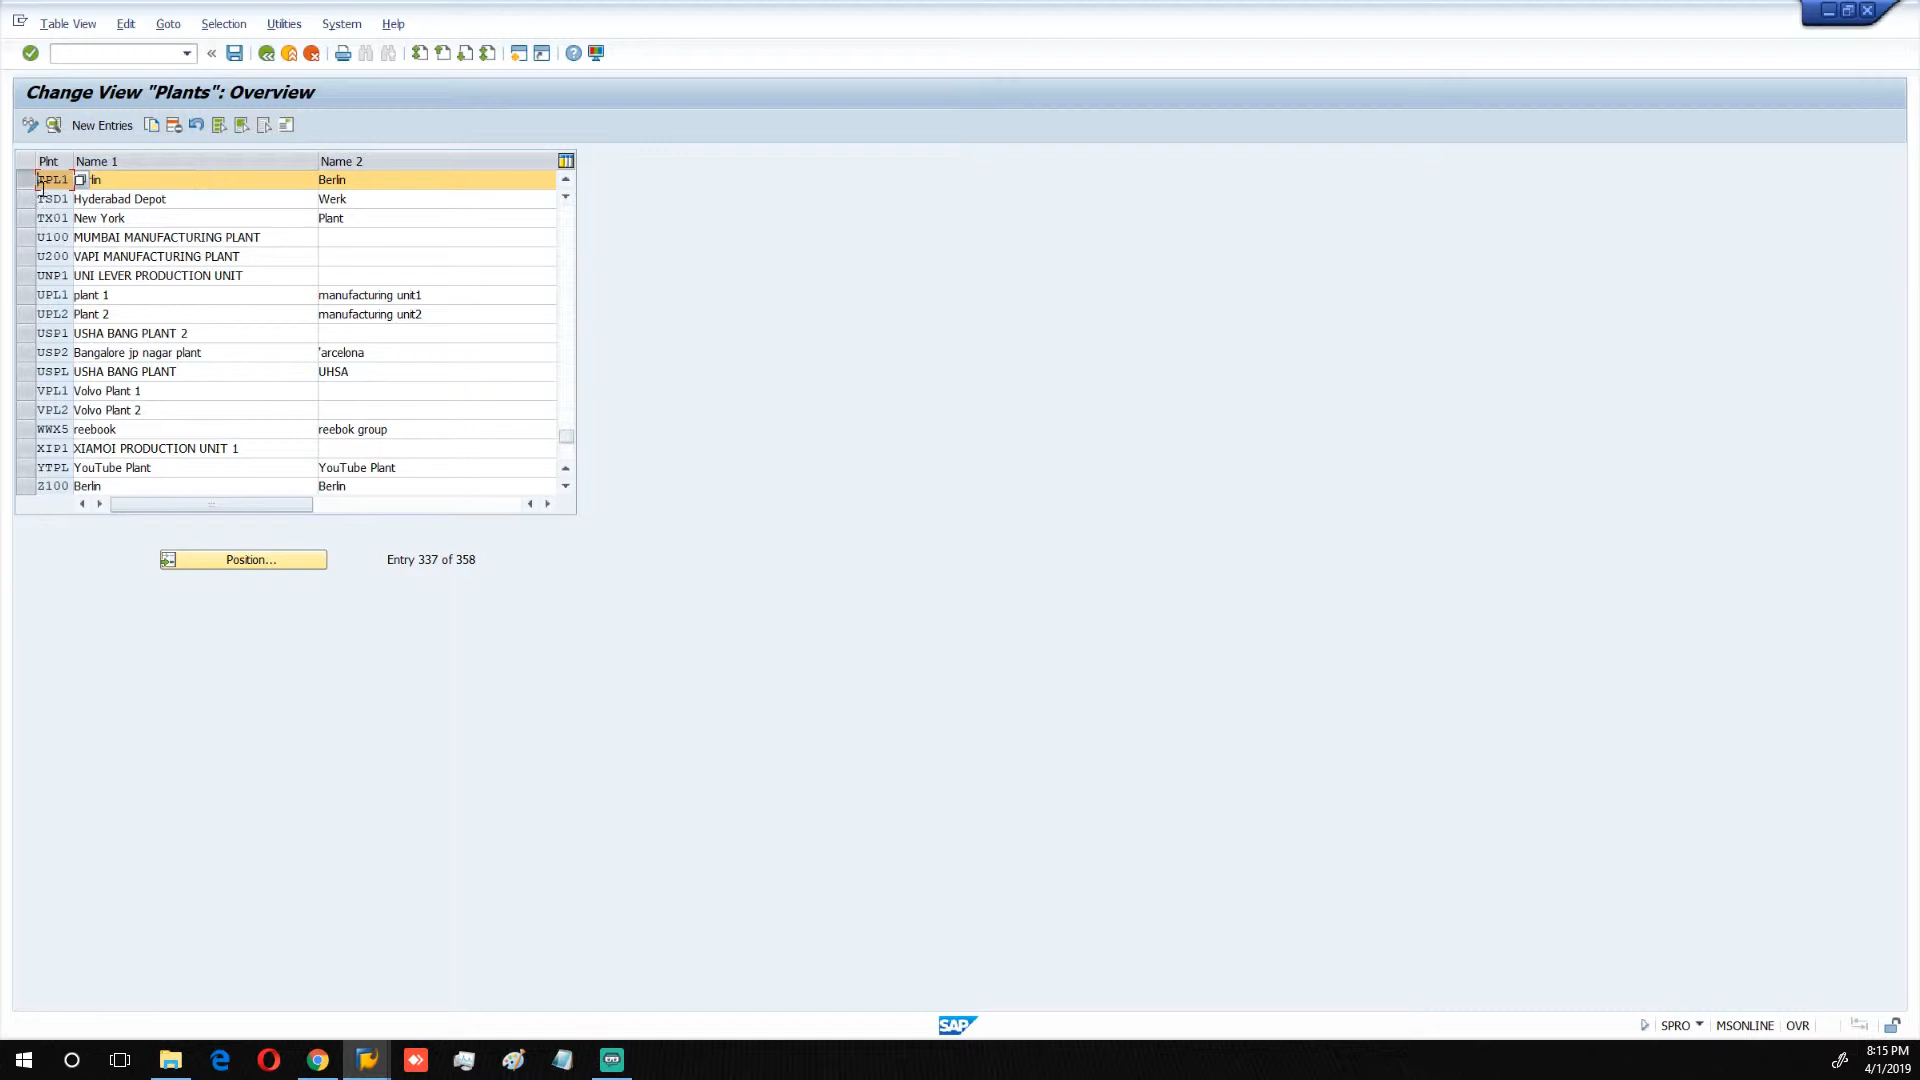 Table View Edit Goto Selection Utilities System Help
Change View "Plants": Overview
New Entries
Plnt Name 1 Name 2
TPL1 rlin Berlin
TSD1 Hyderabad Depot Werk
TX01 New York Plant
U100 MUMBAI MANUFACTURING PLANT
U200 VAPI MANUFACTURING PLANT
UNP1 UNI LEVER PRODUCTION UNIT
UPL1 plant 1 manufacturing unit1
UPL2 Plant 2 manufacturing unit2
USP1 USHA BANG PLANT 2
USP2 Bangalore jp nagar plant 'arcelona
USPL USHA BANG PLANT UHSA
VPL1 Volvo Plant 1
VPL2 Volvo Plant 2
WWX5 reebook reebok group
XIP1 XIAMOI PRODUCTION UNIT 1
YTPL YouTube Plant YouTube Plant
Z100 Berlin Berlin
Position... Entry 337 of 358
SAP SPRO MSONLINE OVR
8:15 PM
4/1/2019